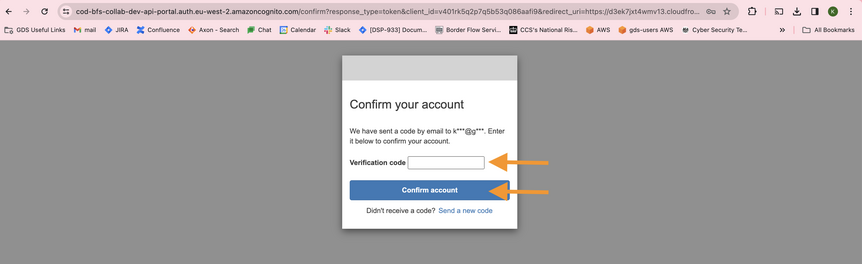 cod-bfs-collab-dev-api-portal.auth.eu-west-2.amazoncognito.com/confirm?response_type=token&client_id=v401rk5q2p7q5b53q086aafi9&redirect_uri=https://d3ek7jxt4wmv13.cloudfro...
K
GDS Useful Links mail JIRA Confluence Axon - Search Chat Calendar Slack [DSP-933] Docum... Border Flow Servi... CCS's National Ris... AWS gds-users AWS Cyber Security Te... » All Bookmarks
Confirm your account
We have sent a code by email to k***@g***. Enter
it below to confirm your account.
Verification code
Confirm account
Didn't receive a code? Send a new code